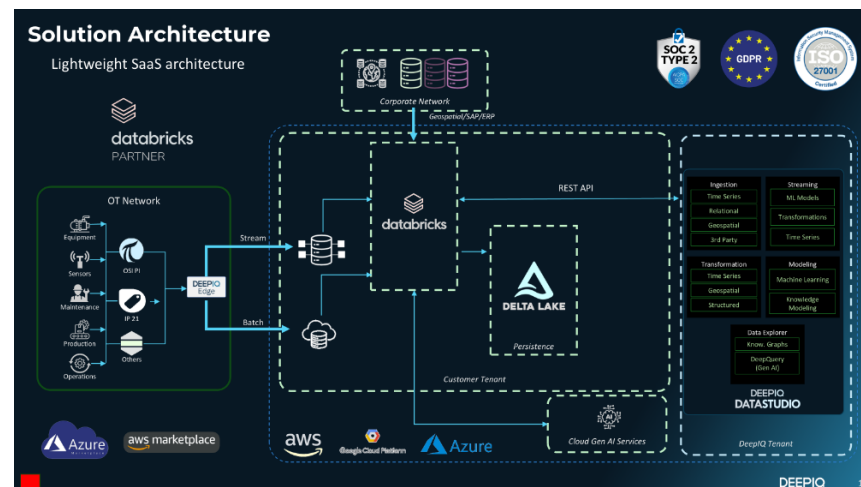 Solution Architecture
Lightweight SaaS architecture
SOC 2
TYPE 2
GDPR
ISO
27001
Certified
databricks
PARTNER
Corporate Network
Geospatial/SAP/ERP
OT Network
Equipment
Sensors
Maintenance
Production
Operations
OSI PI
IP 21
Others
DEEPIQ
Edge
Stream
Batch
databricks
REST API
DELTA LAKE
Persistence
Customer Tenant
Cloud Gen AI Services
AI
Ingestion
Time Series
Relational
Geospatial
3rd Party
Streaming
ML Models
Transformations
Time Series
Transformation
Time Series
Geospatial
Structured
Modeling
Machine Learning
Knowledge
Modeling
Data Explorer
Know. Graphs
DeepQuery
(Gen AI)
DEEPIQ
DATASTUDIO
DeepIQ Tenant
Azure
aws marketplace
aws
Google Cloud Platform
Azure
DEEPIQ